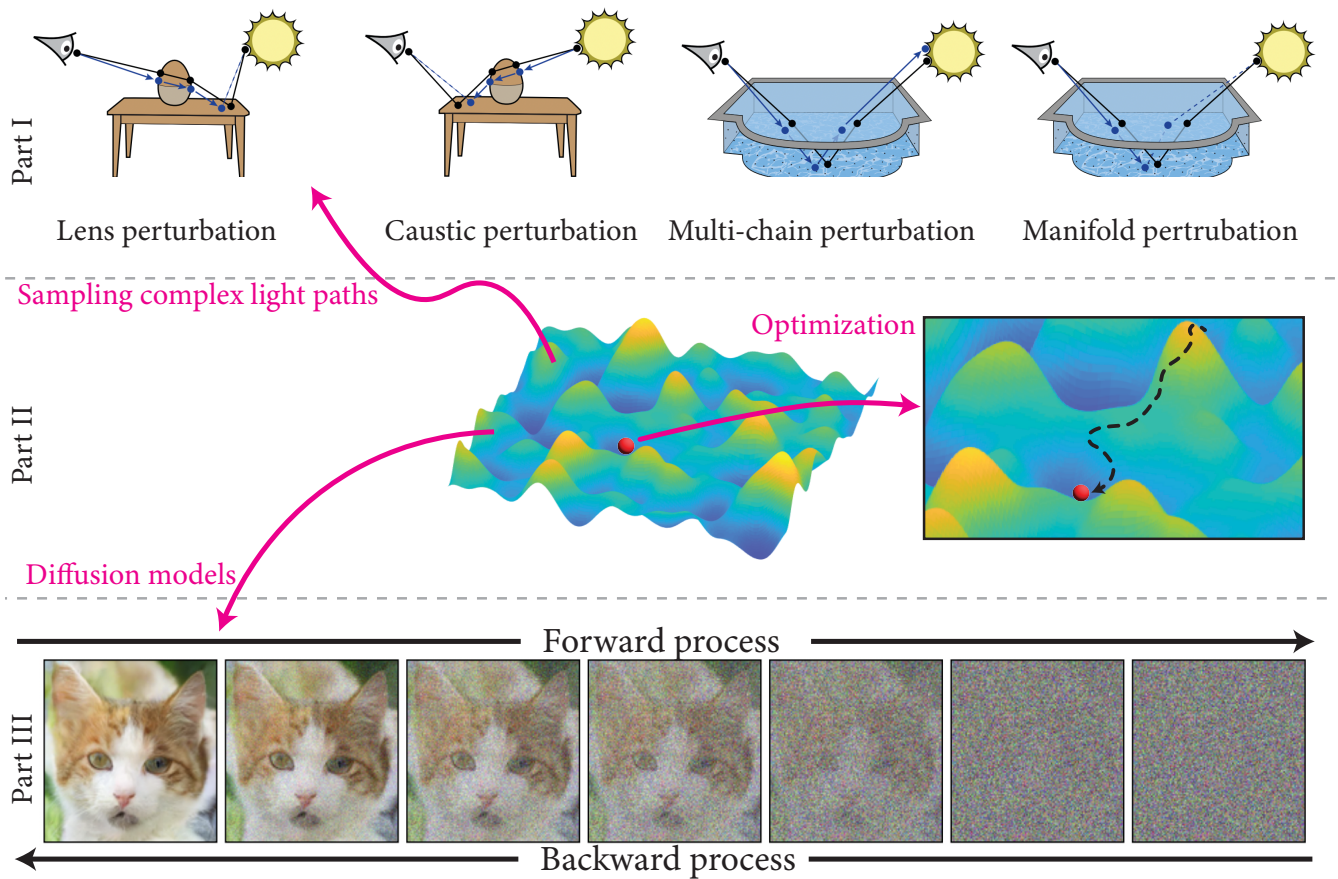 Part I
Lens perturbation
Caustic perturbation
Multi-chain perturbation
Manifold pertrubation
Sampling complex light paths
Optimization
Part II
Diffusion models
Forward process
Part III
Backward process